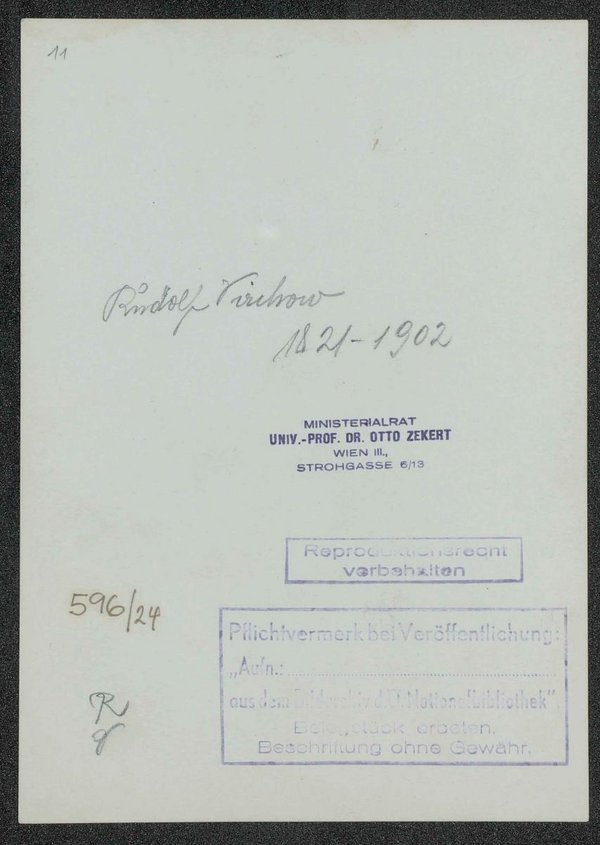 11
Rudolf Virchow
1821-1902
MINISTERIALRAT
UNIV.-PROF. DR. OTTO ZEKERT
WIEN III.,
STROHGASSE 6/13
Reproduktionsrecht
vorbehalten
596/24
Pflichtvermerk bei Veröffentlichung:
„Aufn.:
aus dem Bildarchiv d. Ö. Nationalbibliothek".
Belegstück erbeten.
Beschriftung ohne Gewähr.
R